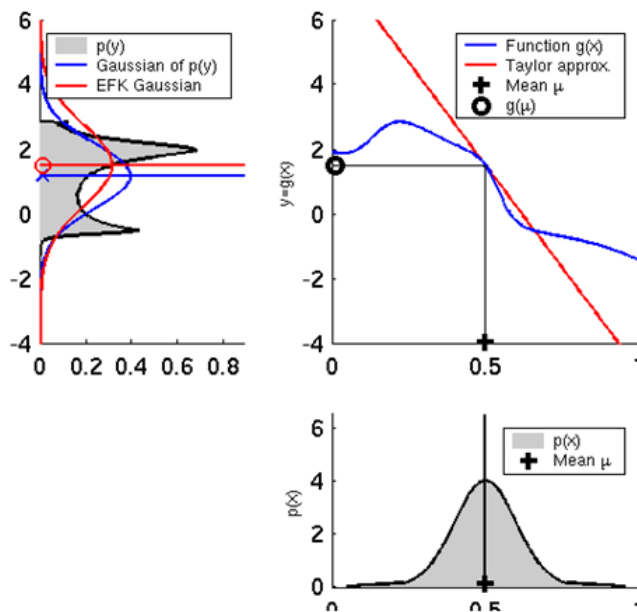 6
4
2
0
-2
-4
0 0.2 0.4 0.6 0.8
p(y)
Gaussian of p(y)
EFK Gaussian
6
4
2
0
-2
-4
y=g(x)
0 0.5
Function g(x)
Taylor approx.
Mean μ
g(μ)
6
4
2
0
p(x)
0 0.5
p(x)
Mean μ